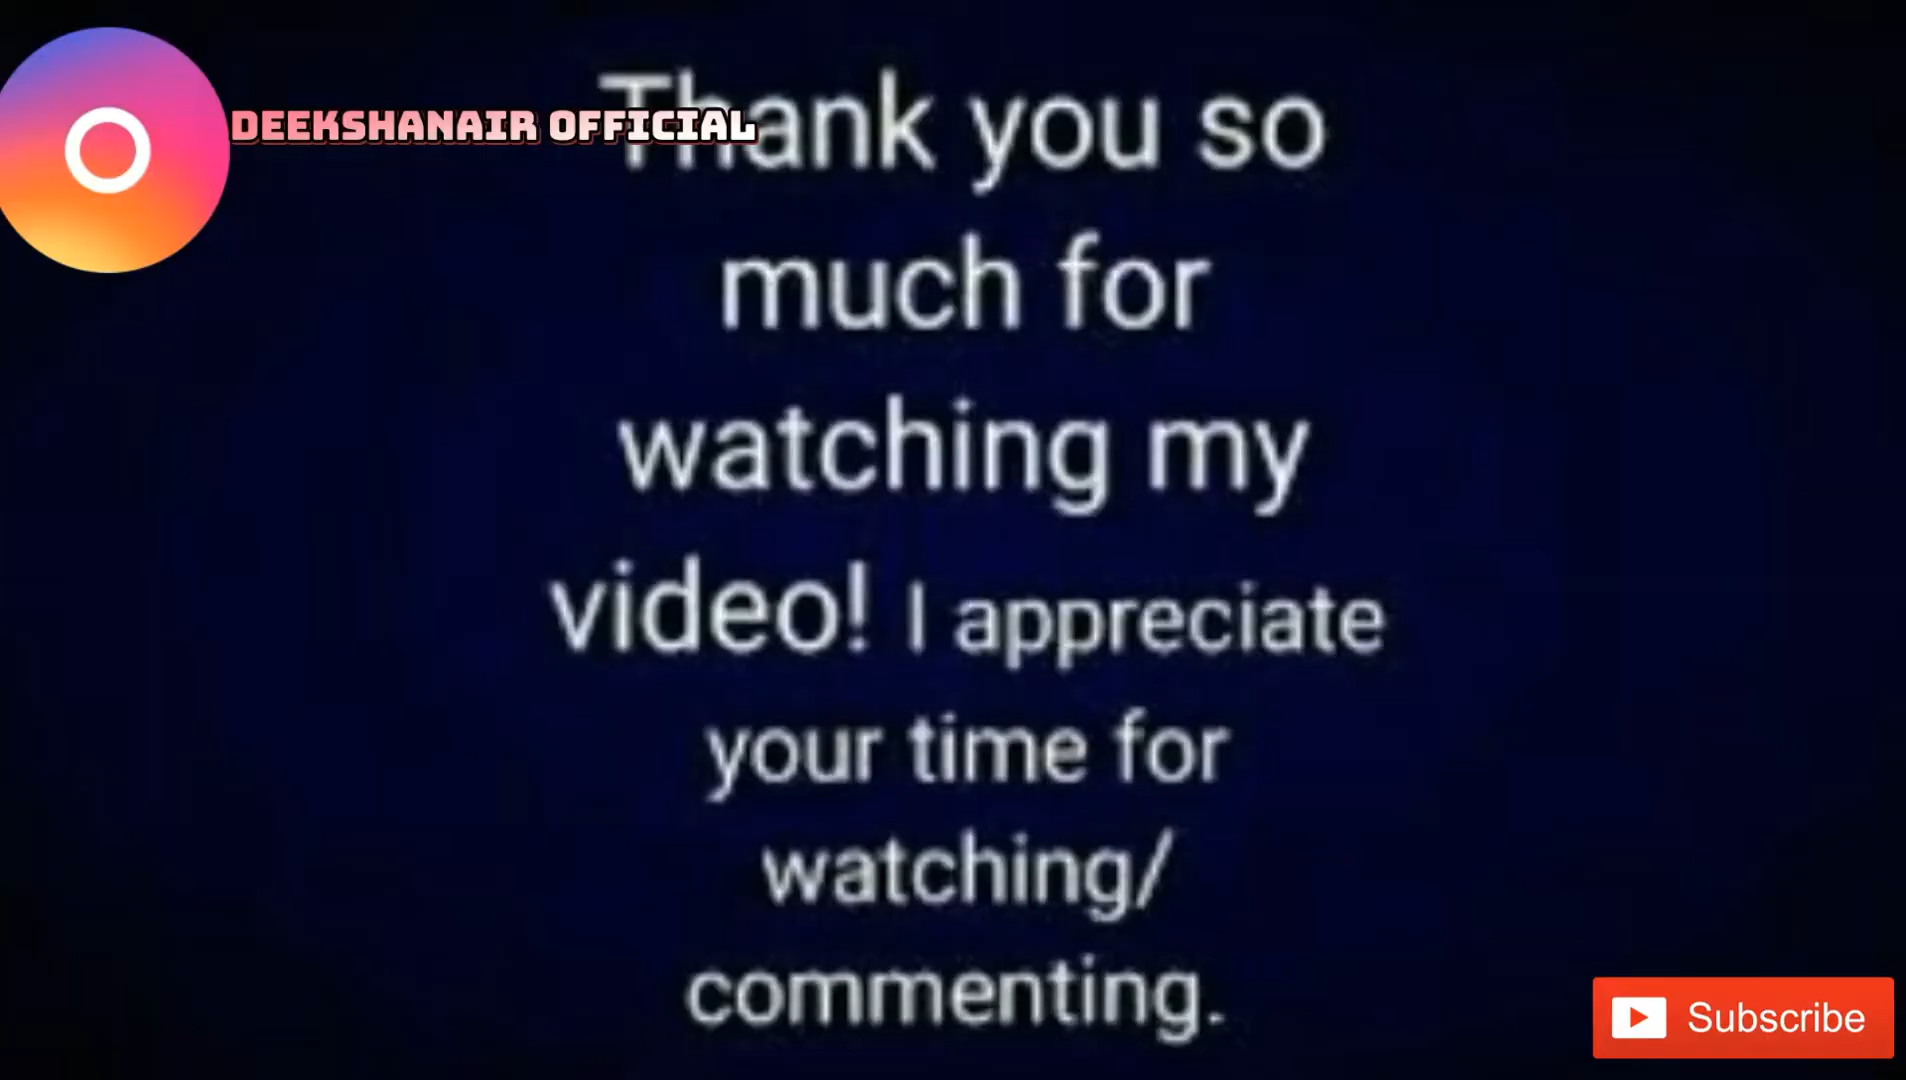 DEEKSHANAIR OFFICIAL
Thank you so
much for
watching my
video! I appreciate
your time for
watching/
commenting.
Subscribe